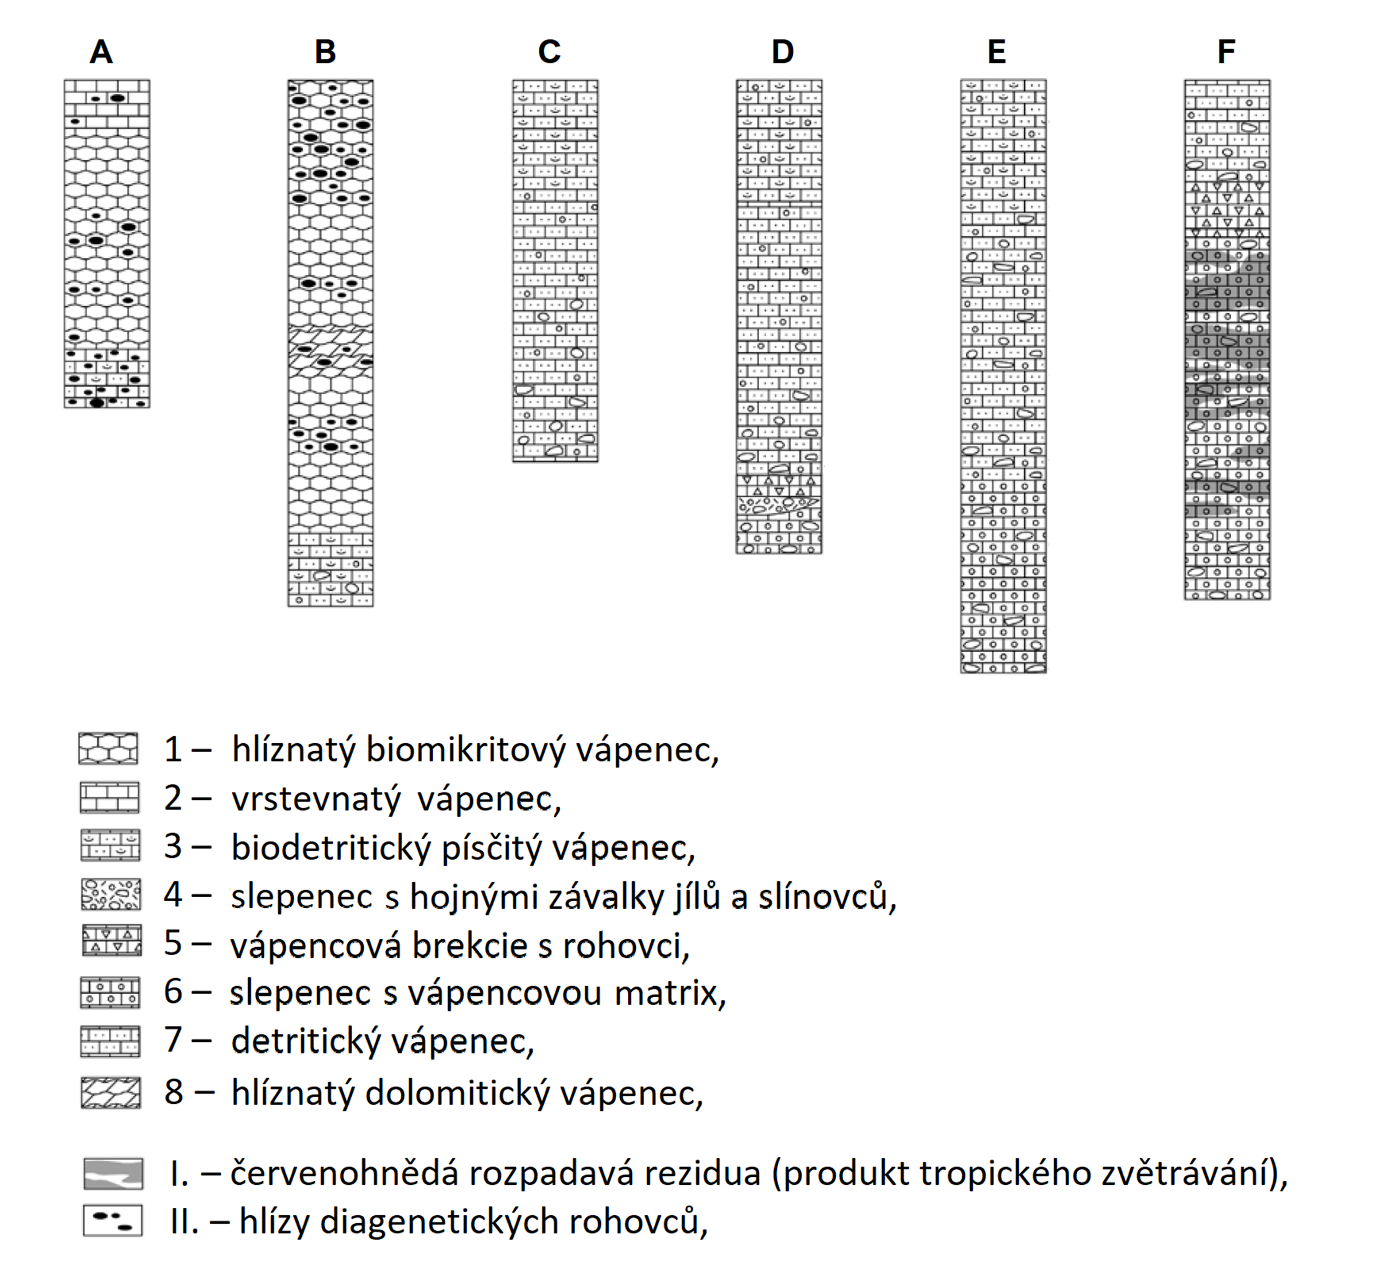 A B C D E F
1 – hlíznatý biomikritový vápenec,
2 – vrstevnatý vápenec,
3 – biodetritický písčitý vápenec,
4 – slepenec s hojnými závalky jílů a slínovců,
5 – vápencová brekcie s rohovci,
6 – slepenec s vápencovou matrix,
7 – detritický vápenec,
8 – hlíznatý dolomitický vápenec,
I. – červenohnědá rozpadavá rezidua (produkt tropického zvětrávání),
II. – hlízy diagenetických rohovců,